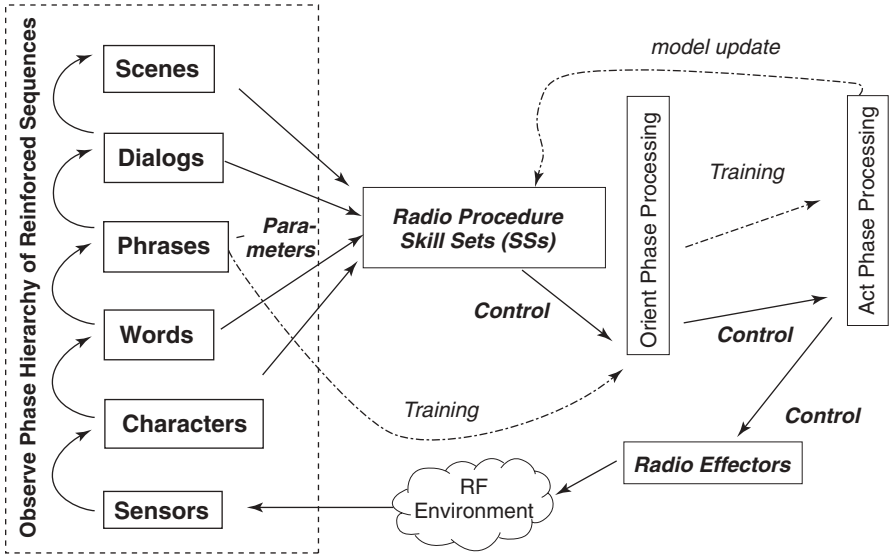 Observe Phase Hierarchy of Reinforced Sequences
Scenes
Dialogs
Phrases
Words
Characters
Sensors
Para-
meters
Radio Procedure
Skill Sets (SSs)
model update
Orient Phase Processing
Training
Act Phase Processing
Control
Control
Training
Control
Radio Effectors
RF
Environment